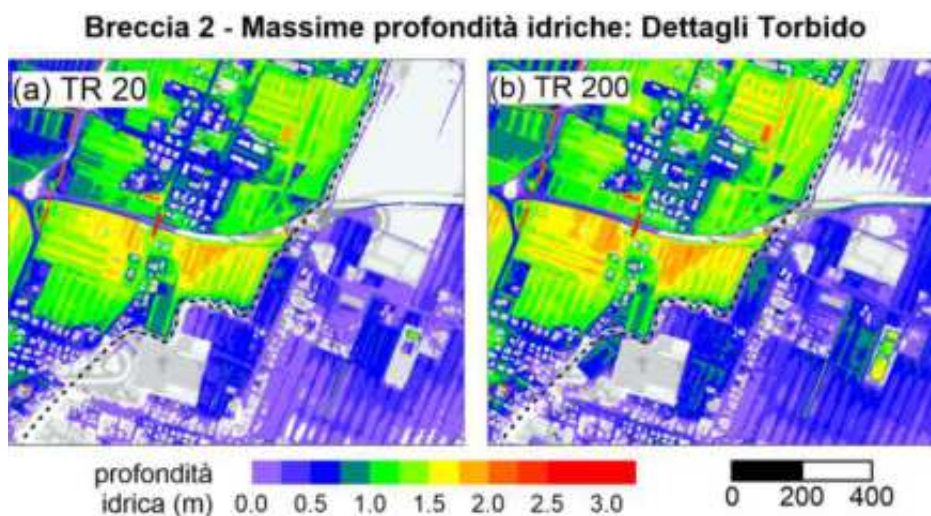 Breccia 2 - Massime profondità idriche: Dettagli Torbido
(a) TR 20
(b) TR 200
profondità
idrica (m)
0.0 0.5 1.0 1.5 2.0 2.5 3.0
0 200 400